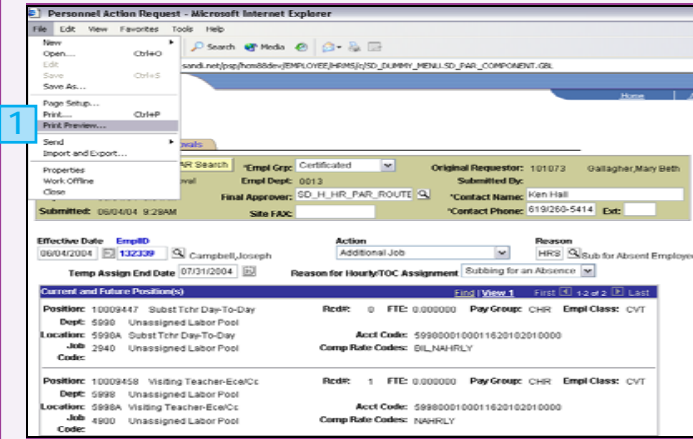 Personnel Action Request - Microsoft Internet Explorer
File Edit View Favorites Tools Help
New
Open... Ctrl+O
Edit
Save Ctrl+S
Save As...
Page Setup...
Print... Ctrl+P
Print Preview...
Send
Import and Export...
Properties
Work Offline
Close
Search Media
sandi.net/psp/hcm88dev/EMPLOYEE/HRMS/c/SD_DUMMY_MENU.SD_PAR_COMPONENT.GBL
Home
1
AR Search *Empl Grp: Certificated Original Requestor: 101073 Gallagher,Mary Beth
Empl Dept: 0013 Submitted By:
Final Approver: SD_H_HR_PAR_ROUTE *Contact Name: Ken Hall
Submitted: 06/04/04 9:28AM Site FAX: *Contact Phone: 619/260-5414 Ext:
Effective Date EmplID Action Reason
06/04/2004 132339 Campbell,Joseph Additional Job HRS Sub for Absent Employee
Temp Assign End Date 07/31/2004 Reason for Hourly/TOC Assignment Subbing for an Absence
Current and Future Position(s) Find | View 1 First 1-2 of 2 Last
Position: 10009447 Subst Tchr Day-To-Day Rcd#: 0 FTE: 0.000000 Pay Group: CHR Empl Class: CVT
Dept: 5998 Unassigned Labor Pool
Location: 5998A Subst Tchr Day-To-Day Acct Code: 59980001000116201020 10000
Job Code: 2940 Unassigned Labor Pool Comp Rate Codes: BIL_NAHRLY
Position: 10009458 Visiting Teacher-Ece/Cc Rcd#: 1 FTE: 0.000000 Pay Group: CHR Empl Class: CVT
Dept: 5998 Unassigned Labor Pool
Location: 5998A Visiting Teacher-Ece/Cc Acct Code: 59980001000116201020 10000
Job Code: 4900 Unassigned Labor Pool Comp Rate Codes: NAHRLY